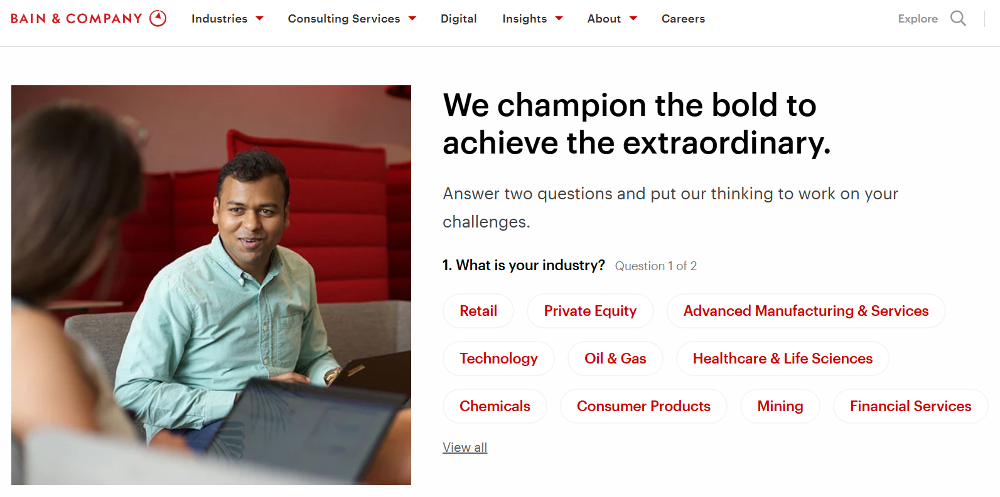 BAIN & COMPANY
Industries
Consulting Services
Digital
Insights
About
Careers
Explore
We champion the bold to
achieve the extraordinary.
Answer two questions and put our thinking to work on your
challenges.
1. What is your industry? Question 1 of 2
Retail
Private Equity
Advanced Manufacturing & Services
Technology
Oil & Gas
Healthcare & Life Sciences
Chemicals
Consumer Products
Mining
Financial Services
View all